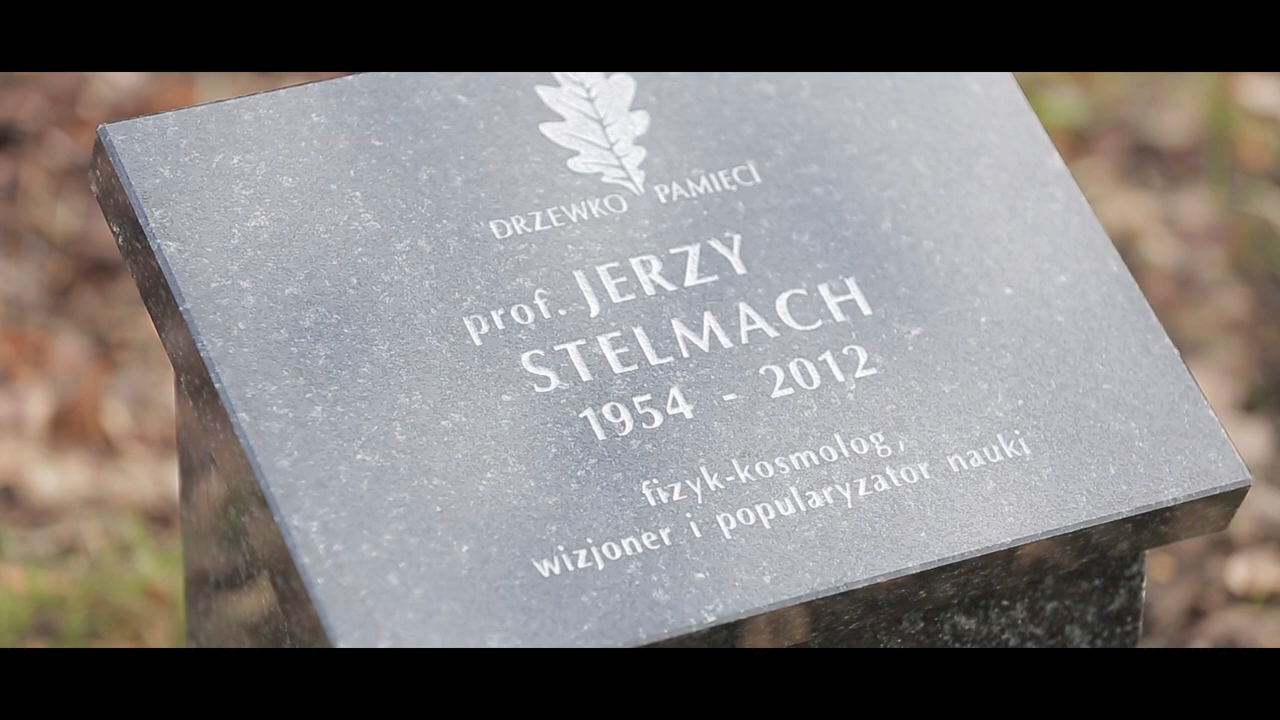 DRZEWKO PAMIĘCI
prof. JERZY
STELMACH
1954 - 2012
fizyk-kosmolog,
wizjoner i popularyzator nauki